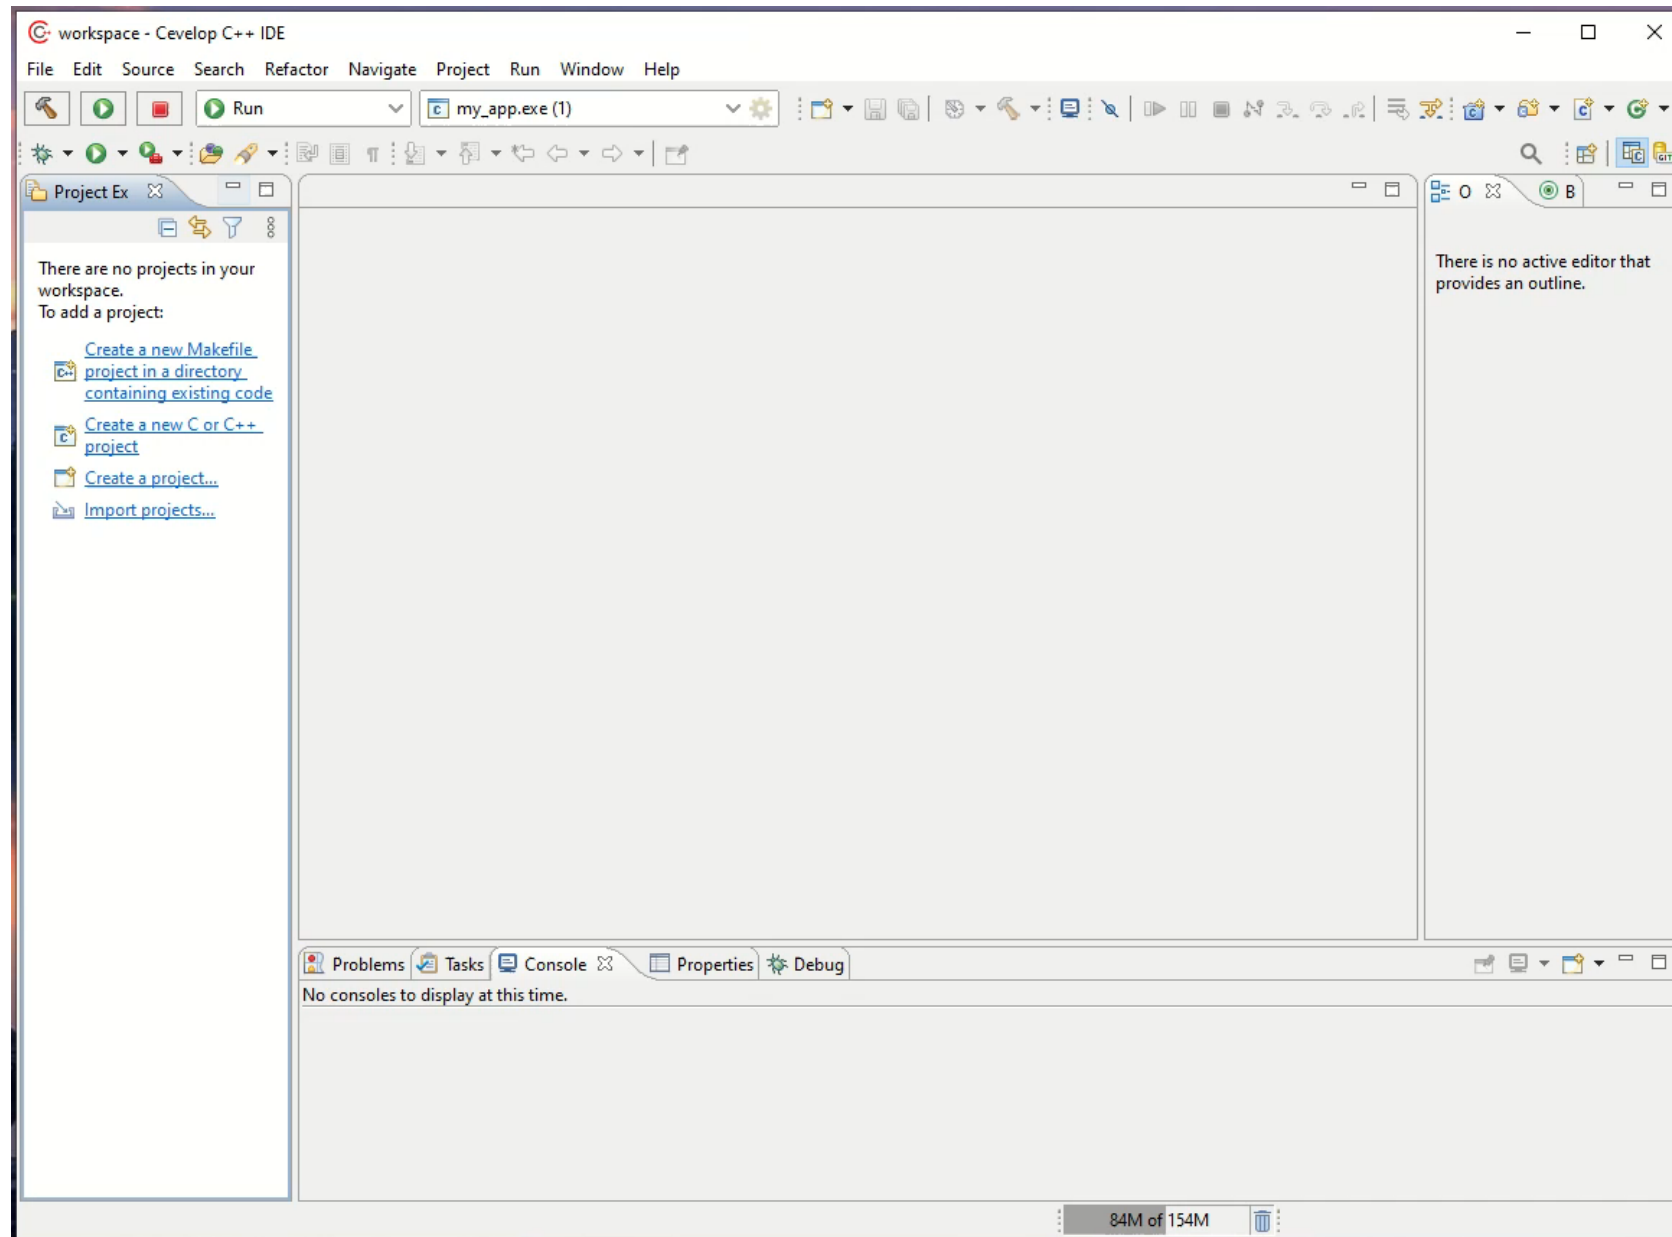 workspace - Cevelop C++ IDE
File Edit Source Search Refactor Navigate Project Run Window Help
Run
my_app.exe (1)
Project Ex
There are no projects in your
workspace.
To add a project:
Create a new Makefile
project in a directory
containing existing code
Create a new C or C++
project
Create a project...
Import projects...
O
B
There is no active editor that
provides an outline.
Problems Tasks Console Properties Debug
No consoles to display at this time.
84M of 154M